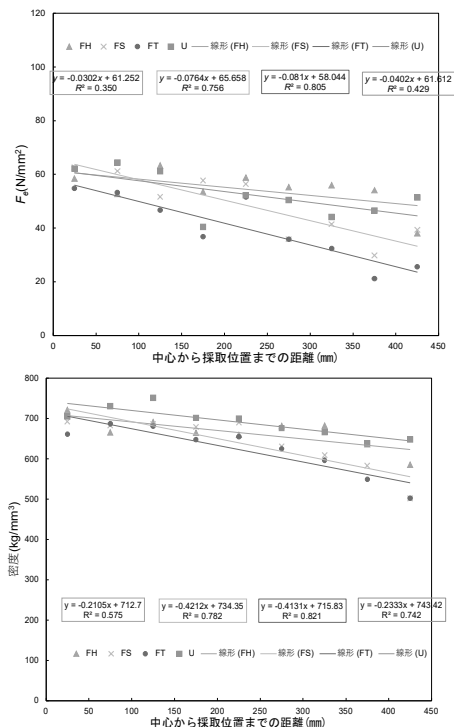 120
FH FS FT U 線形 (FH) 線形 (FS) 線形 (FT) 線形 (U)
100
y = -0.0302x + 61.252
R² = 0.350
y = -0.0764x + 65.658
R² = 0.756
y = -0.081x + 58.044
R² = 0.805
y = -0.0402x + 61.612
R² = 0.429
80
Fe(N/mm²)
60
40
20
0
0 50 100 150 200 250 300 350 400 450
中心から採取位置までの距離(mm)
800
700
600
500
密度(kg/mm³)
400
300
y = -0.2105x + 712.7
R² = 0.575
y = -0.4212x + 734.35
R² = 0.782
y = -0.4131x + 715.83
R² = 0.821
y = -0.2333x + 743.42
R² = 0.742
200
FH FS FT U 線形 (FH) 線形 (FS) 線形 (FT) 線形 (U)
100
0
0 50 100 150 200 250 300 350 400 450
中心から採取位置までの距離(mm)